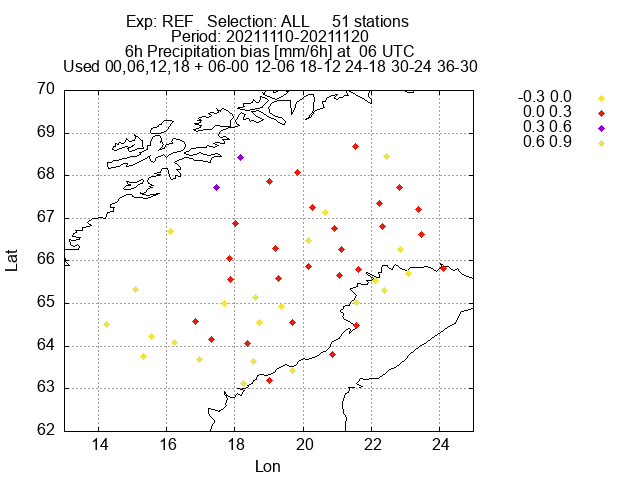 Exp: REF Selection: ALL 51 stations
Period: 20211110-20211120
6h Precipitation bias [mm/6h] at 06 UTC
Used 00,06,12,18 + 06-00 12-06 18-12 24-18 30-24 36-30
-0.3 0.0
0.0 0.3
0.3 0.6
0.6 0.9
70
69
68
67
66
65
64
63
62
Lat
14 16 18 20 22 24
Lon